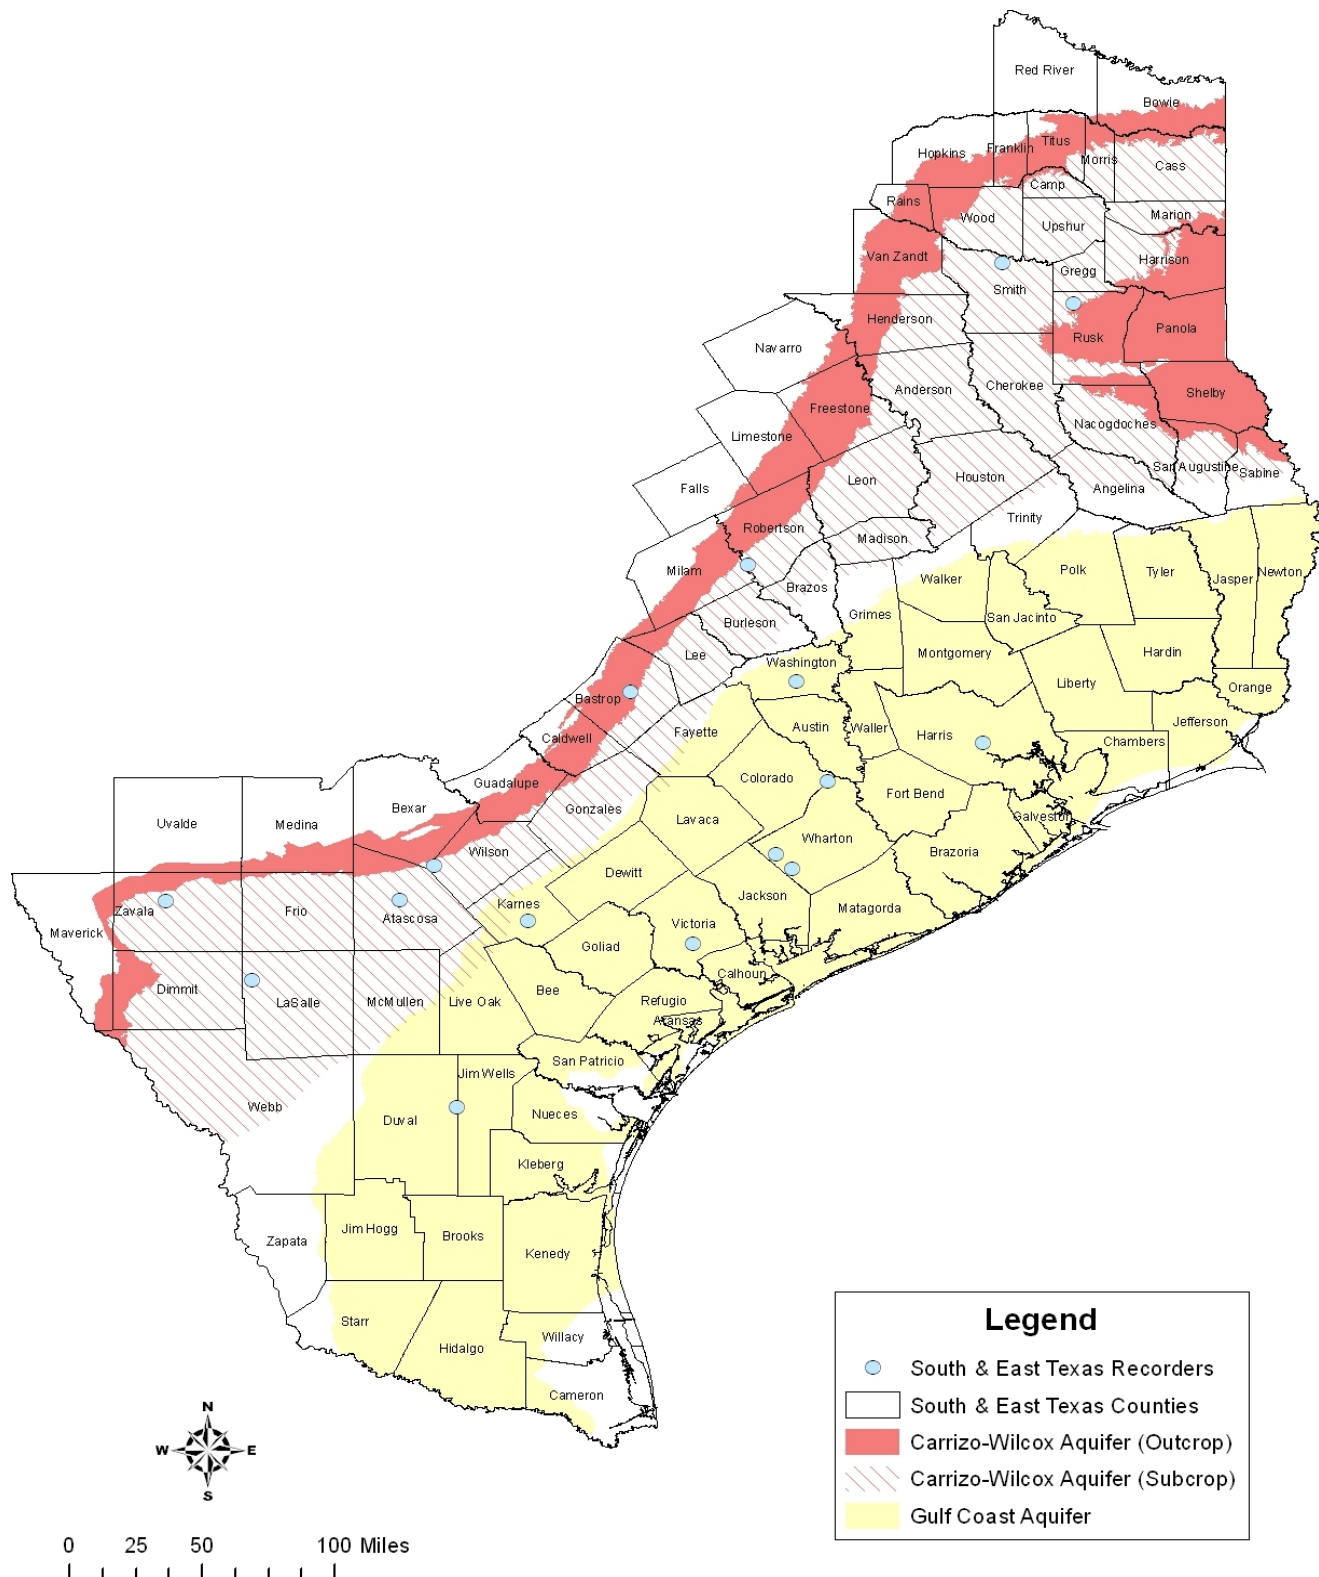 Red River
Bowie
Hopkins
Franklin
Titus
Morris
Cass
Rains
Wood
Camp
Upshur
Marion
Van Zandt
Smith
Gregg
Harrison
Henderson
Navarro
Rusk
Panola
Anderson
Cherokee
Freestone
Shelby
Limestone
Nacogdoches
Falls
Leon
Houston
San Augustine
Sabine
Angelina
Robertson
Madison
Trinity
Milam
Brazos
Walker
Polk
Tyler
Jasper
Newton
Burleson
Grimes
San Jacinto
Lee
Washington
Montgomery
Hardin
Liberty
Orange
Bastrop
Fayette
Austin
Waller
Harris
Jefferson
Chambers
Caldwell
Guadalupe
Colorado
Fort Bend
Galveston
Uvalde
Medina
Bexar
Gonzales
Lavaca
Wharton
Brazoria
Wilson
Dewitt
Jackson
Matagorda
Zavala
Frio
Atascosa
Karnes
Maverick
Goliad
Victoria
Calhoun
Dimmit
LaSalle
McMullen
Live Oak
Bee
Refugio
Aransas
San Patricio
Jim Wells
Webb
Duval
Nueces
Kleberg
Zapata
Jim Hogg
Brooks
Kenedy
Starr
Hidalgo
Willacy
Cameron
N
W E
S
0 25 50 100 Miles
Legend
South & East Texas Recorders
South & East Texas Counties
Carrizo-Wilcox Aquifer (Outcrop)
Carrizo-Wilcox Aquifer (Subcrop)
Gulf Coast Aquifer